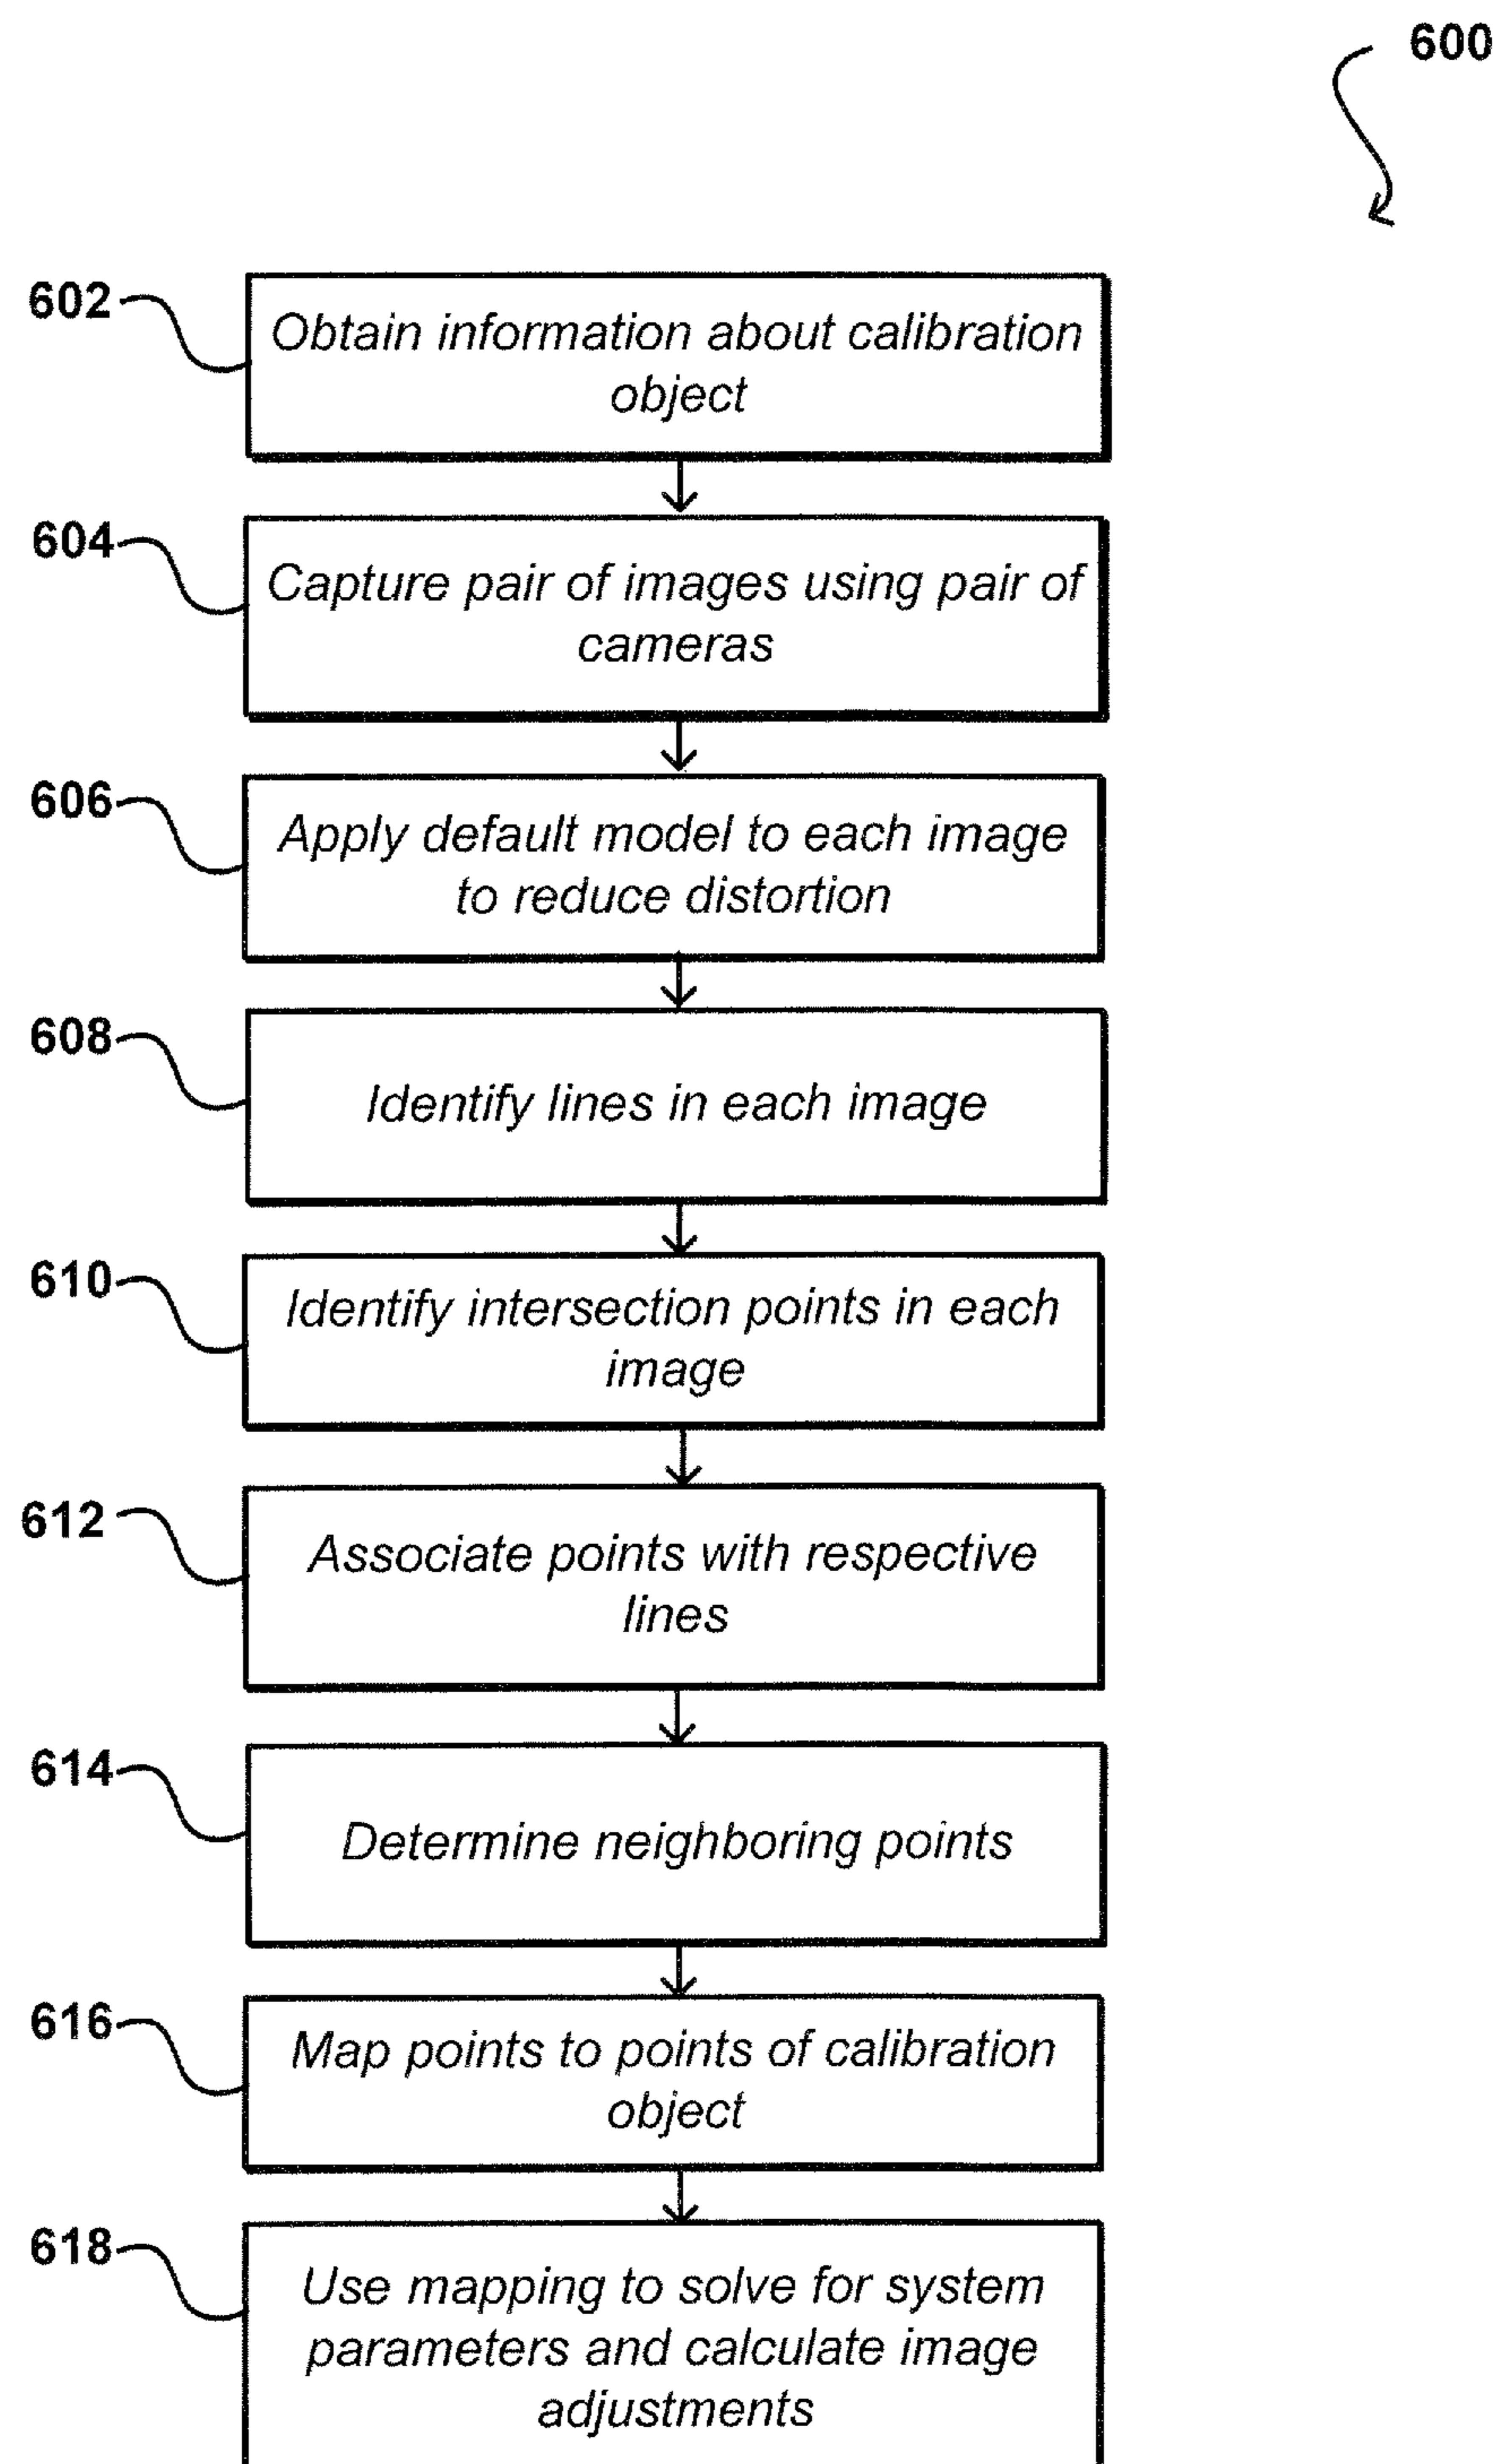 600
602
Obtain information about calibration
object
604
Capture pair of images using pair of
cameras
606
Apply default model to each image
to reduce distortion
608
Identify lines in each image
610
Identify intersection points in each
image
612
Associate points with respective
lines
614
Determine neighboring points
616
Map points to points of calibration
object
618
Use mapping to solve for system
parameters and calculate image
adjustments